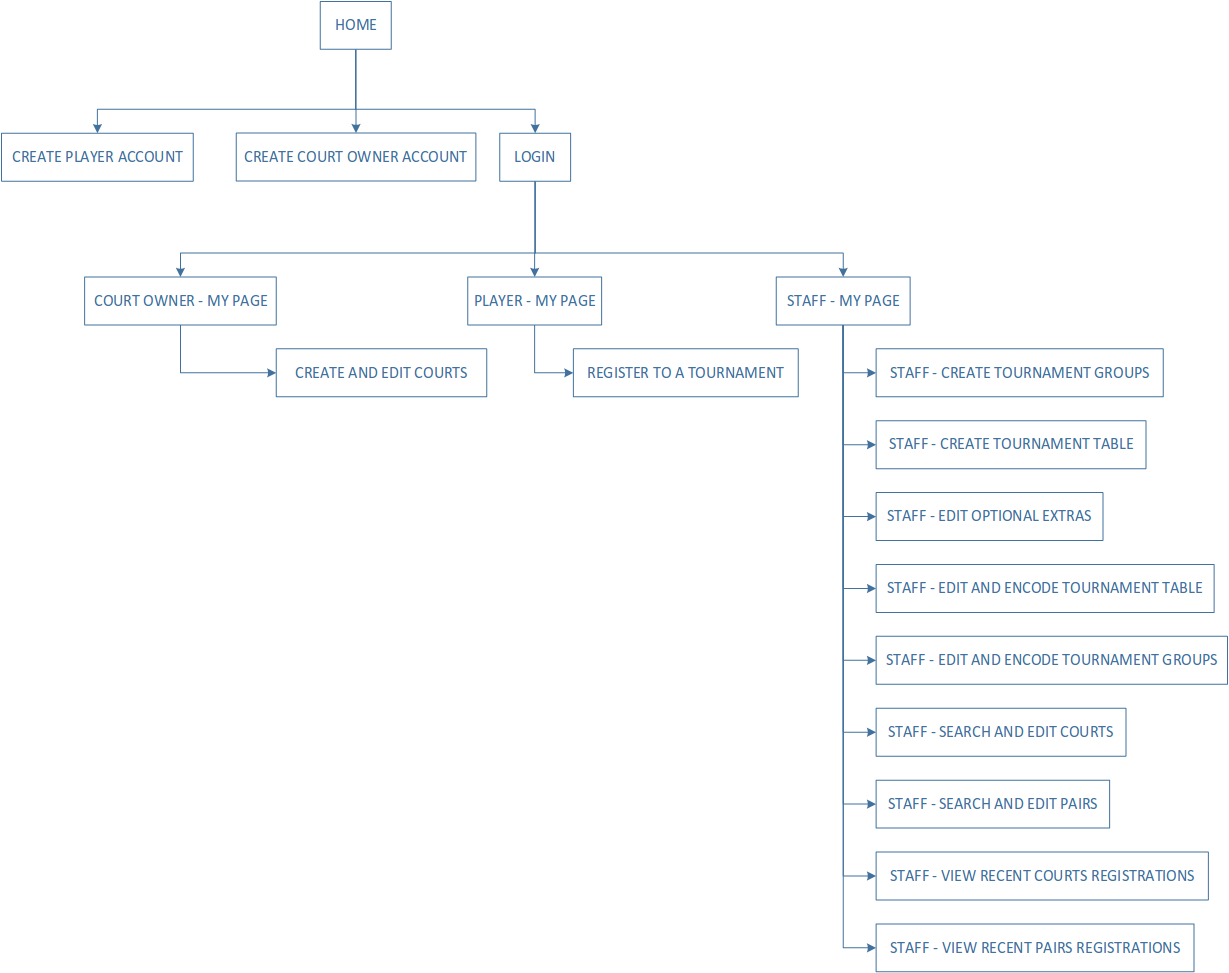 HOME
CREATE PLAYER ACCOUNT
CREATE COURT OWNER ACCOUNT
LOGIN
COURT OWNER - MY PAGE
PLAYER - MY PAGE
STAFF - MY PAGE
CREATE AND EDIT COURTS
REGISTER TO A TOURNAMENT
STAFF - CREATE TOURNAMENT GROUPS
STAFF - CREATE TOURNAMENT TABLE
STAFF - EDIT OPTIONAL EXTRAS
STAFF - EDIT AND ENCODE TOURNAMENT TABLE
STAFF - EDIT AND ENCODE TOURNAMENT GROUPS
STAFF - SEARCH AND EDIT COURTS
STAFF - SEARCH AND EDIT PAIRS
STAFF - VIEW RECENT COURTS REGISTRATIONS
STAFF - VIEW RECENT PAIRS REGISTRATIONS